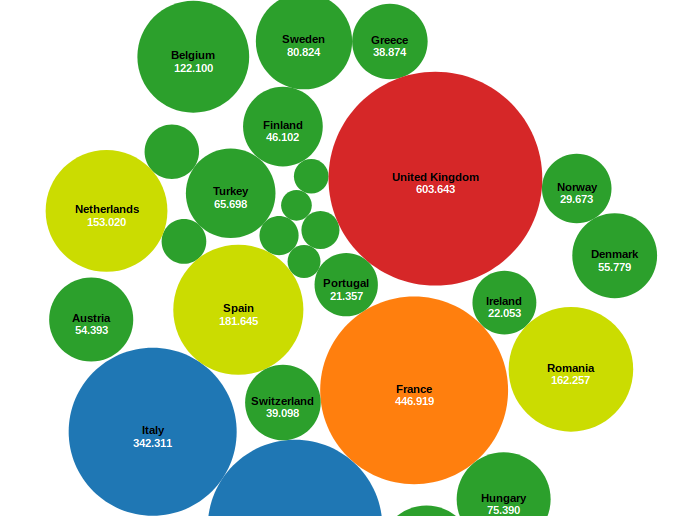 Sweden
80.824
Greece
38.874
Belgium
122.100
Finland
46.102
United Kingdom
603.643
Norway
29.673
Turkey
65.698
Netherlands
153.020
Denmark
55.779
Portugal
21.357
Ireland
22.053
Spain
181.645
Austria
54.393
Romania
162.257
France
446.919
Switzerland
39.098
Italy
342.311
Hungary
75.390